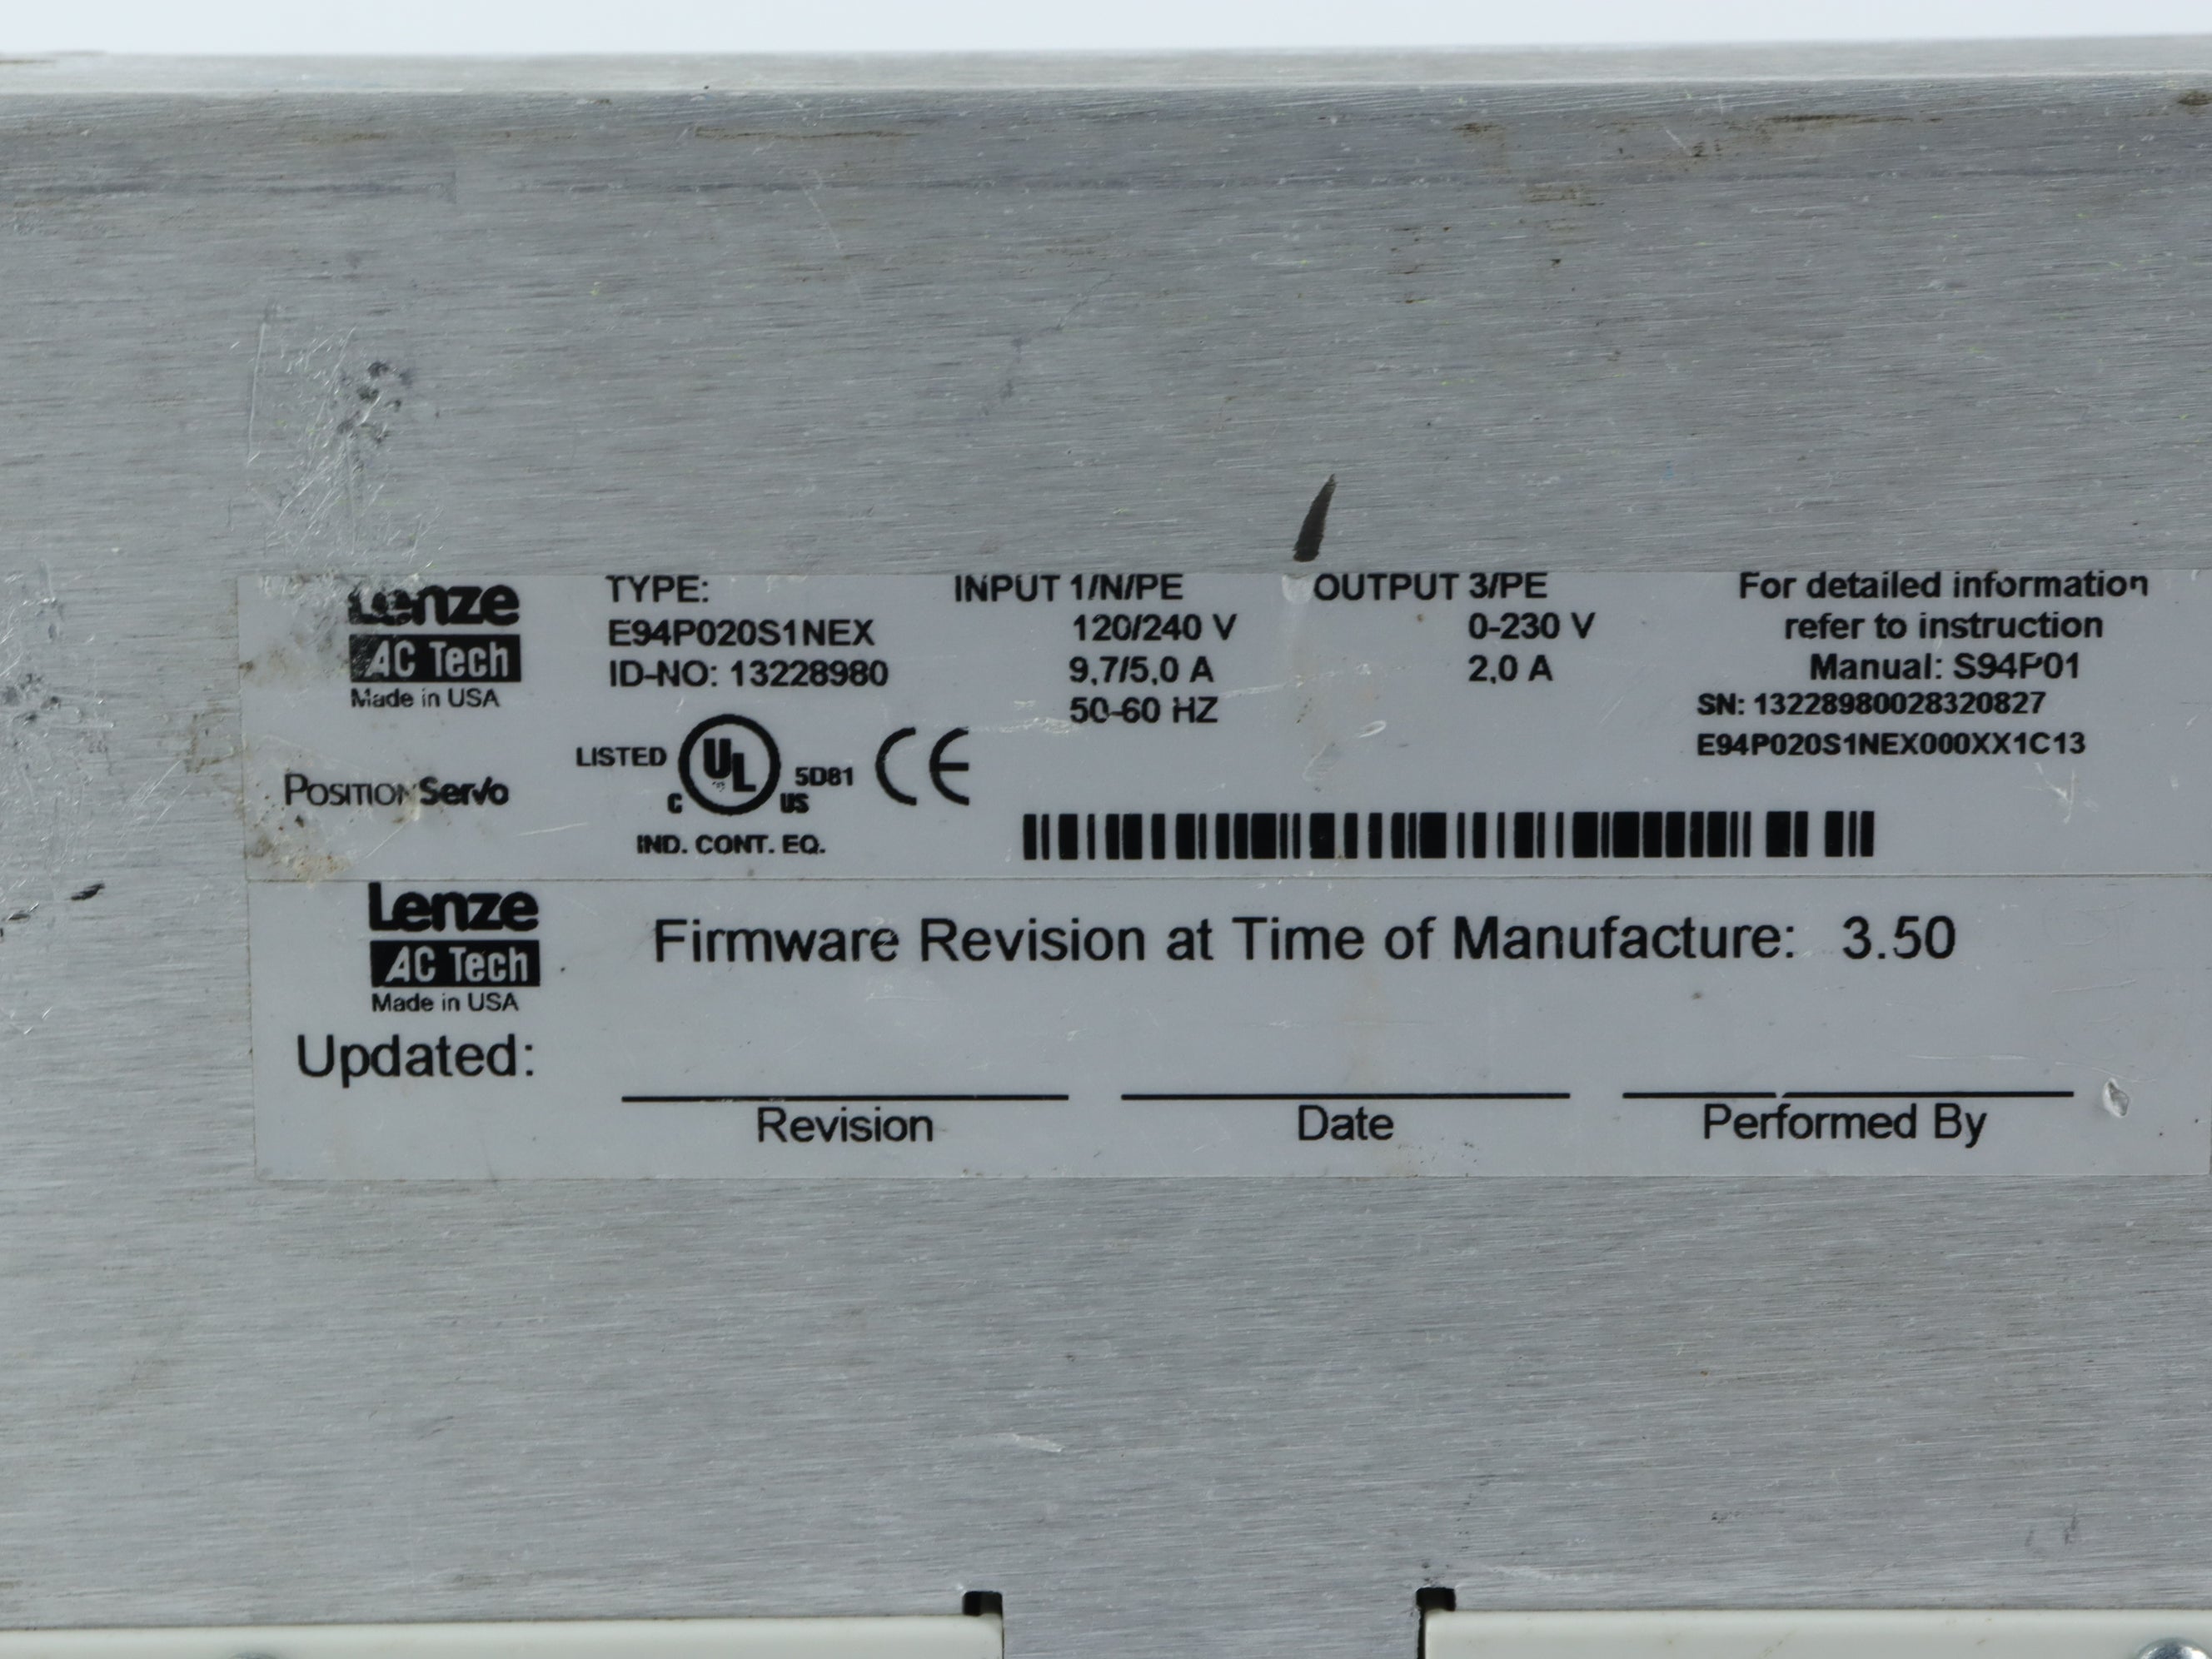 Lenze
AC Tech
Made in USA
PositionServo
TYPE:
E94P020S1NEX
ID-NO: 13228980
LISTED
C UL US
5D81
CE
IND. CONT. EQ.
INPUT 1/N/PE
120/240 V
9,7/5,0 A
50-60 HZ
OUTPUT 3/PE
0-230 V
2,0 A
For detailed information
refer to instruction
Manual: S94P01
SN: 13228980028320827
E94P020S1NEX000XX1C13
Lenze
AC Tech
Made in USA
Firmware Revision at Time of Manufacture: 3.50
Updated:
Revision
Date
Performed By